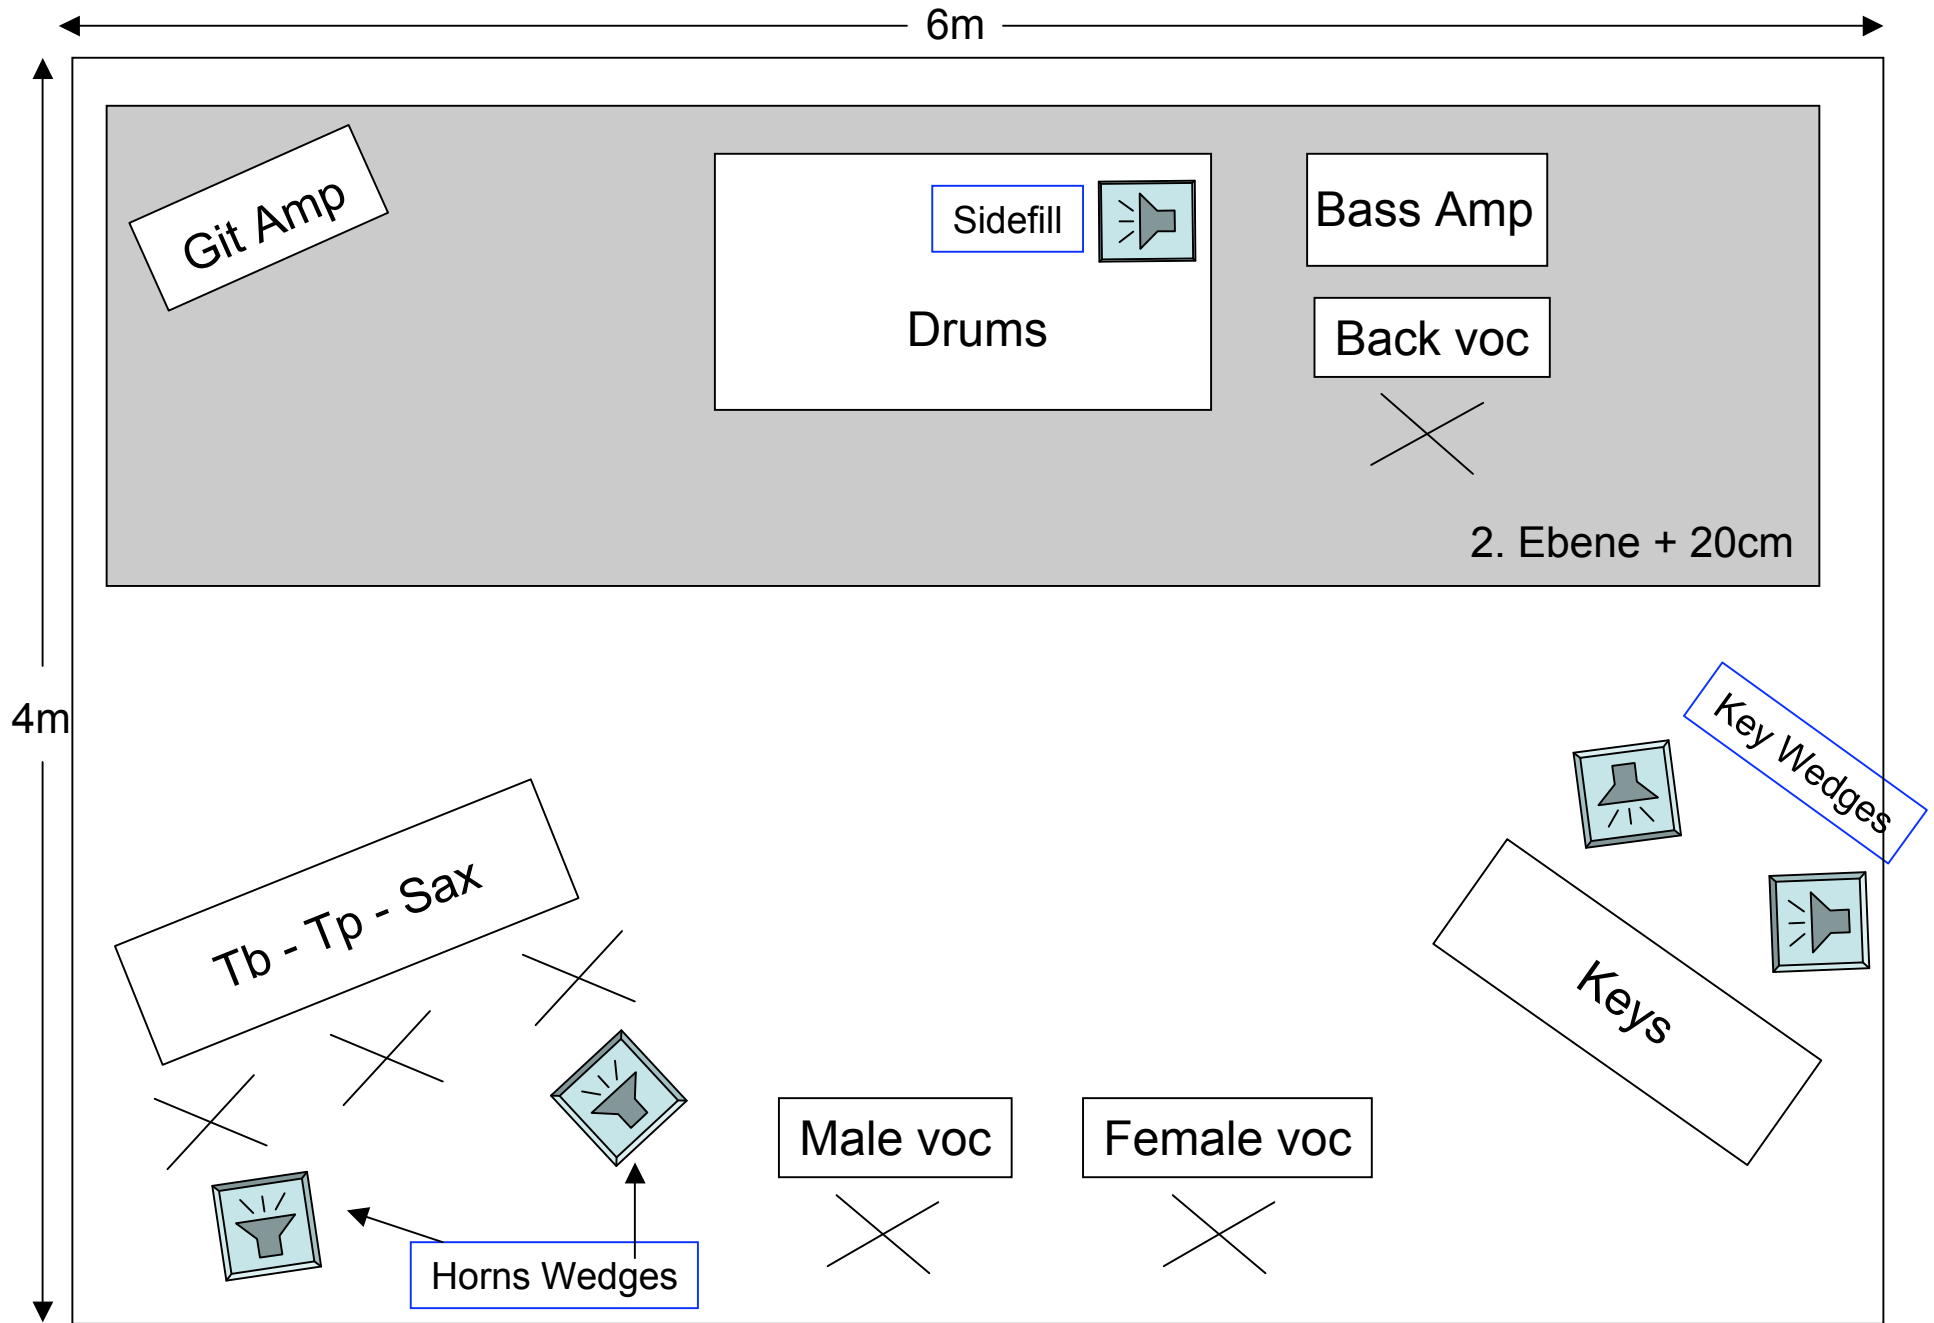 6m
Git Amp
Sidefill
Bass Amp
Drums
Back voc
2. Ebene + 20cm
4m
Key Wedges
Tb - Tp - Sax
Keys
Male voc
Female voc
Horns Wedges